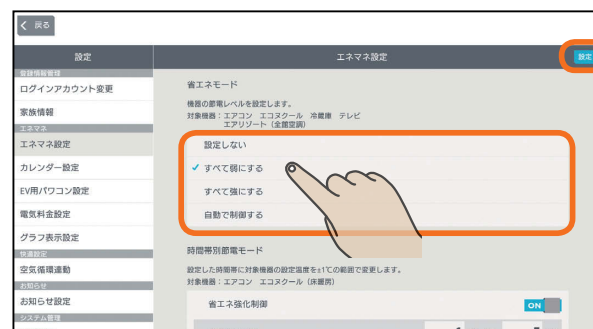 戻る
設定
エネマネ設定
設定
登録情報管理
ログインアカウント変更
家族情報
エネマネ
エネマネ設定
カレンダー設定
EV用パワコン設定
電気料金設定
グラフ表示設定
快適設定
空気循環連動
お知らせ
お知らせ設定
システム管理
省エネモード
機器の節電レベルを設定します。
対象機器：エアコン エコヌクール 冷蔵庫 テレビ
エアリゾート（全館空調）
設定しない
すべて弱にする
すべて強にする
自動で制御する
時間帯別節電モード
設定した時間帯に対象機器の設定温度を±1℃の範囲で変更します。
対象機器：エアコン エコヌクール（床暖房）
省エネ強化制御
ON